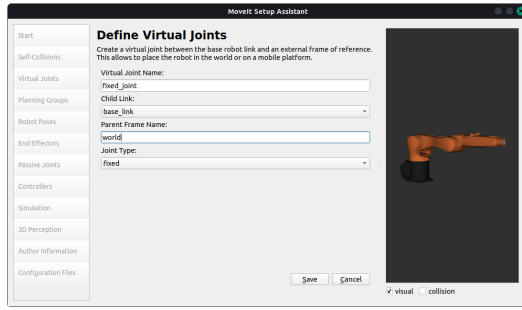 MoveIt Setup Assistant
Start
Self-Collisions
Virtual Joints
Planning Groups
Robot Poses
End Effectors
Passive Joints
Controllers
Simulation
3D Perception
Author Information
Configuration Files
Define Virtual Joints
Create a virtual joint between the base robot link and an external frame of reference.
This allows to place the robot in the world or on a mobile platform.
Virtual Joint Name:
fixed_joint
Child Link:
base_link
Parent Frame Name:
world
Joint Type:
fixed
Save Cancel
visual collision